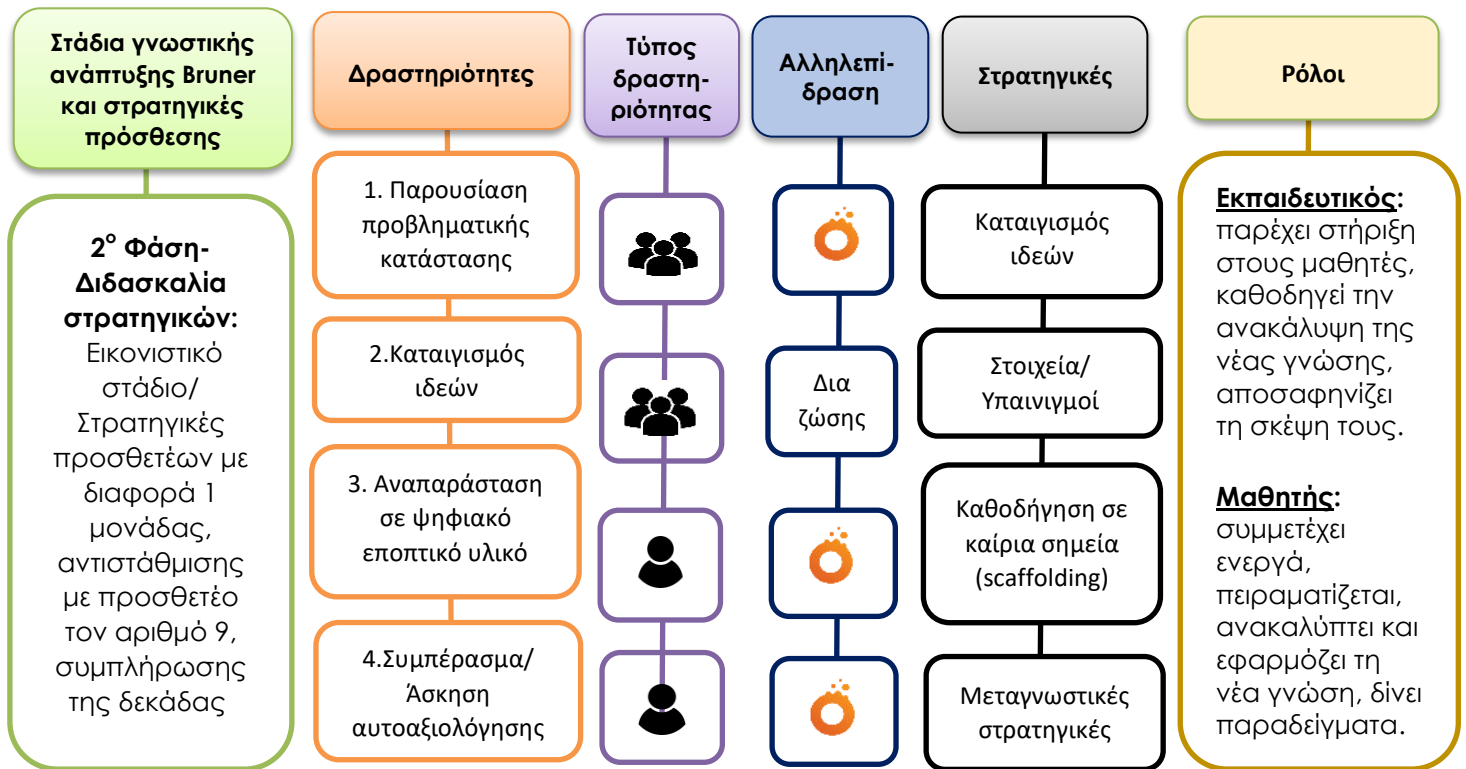 Στάδια γνωστικής
ανάπτυξης Bruner
και στρατηγικές
πρόσθεσης
Δραστηριότητες
Τύπος
δραστη-
ριότητας
Αλληλεπί-
δραση
Στρατηγικές
Ρόλοι
2° Φάση-
Διδασκαλία
στρατηγικών:
Εικονιστικό
στάδιο/
Στρατηγικές
προσθετέων με
διαφορά 1
μονάδας,
αντιστάθμισης
με προσθετέο
τον αριθμό 9,
συμπλήρωσης
της δεκάδας
1. Παρουσίαση
προβληματικής
κατάστασης
2.Καταιγισμός
ιδεών
3. Αναπαράσταση
σε ψηφιακό
εποπτικό υλικό
4.Συμπέρασμα/
Άσκηση
αυτοαξιολόγησης
Δια
ζώσης
Καταιγισμός
ιδεών
Στοιχεία/
Υπαινιγμοί
Καθοδήγηση σε
καίρια σημεία
(scaffolding)
Μεταγνωστικές
στρατηγικές
Εκπαιδευτικός:
παρέχει στήριξη
στους μαθητές,
καθοδηγεί την
ανακάλυψη της
νέας γνώσης,
αποσαφηνίζει
τη σκέψη τους.
Μαθητής:
συμμετέχει
ενεργά,
πειραματίζεται,
ανακαλύπτει και
εφαρμόζει τη
νέα γνώση, δίνει
παραδείγματα.